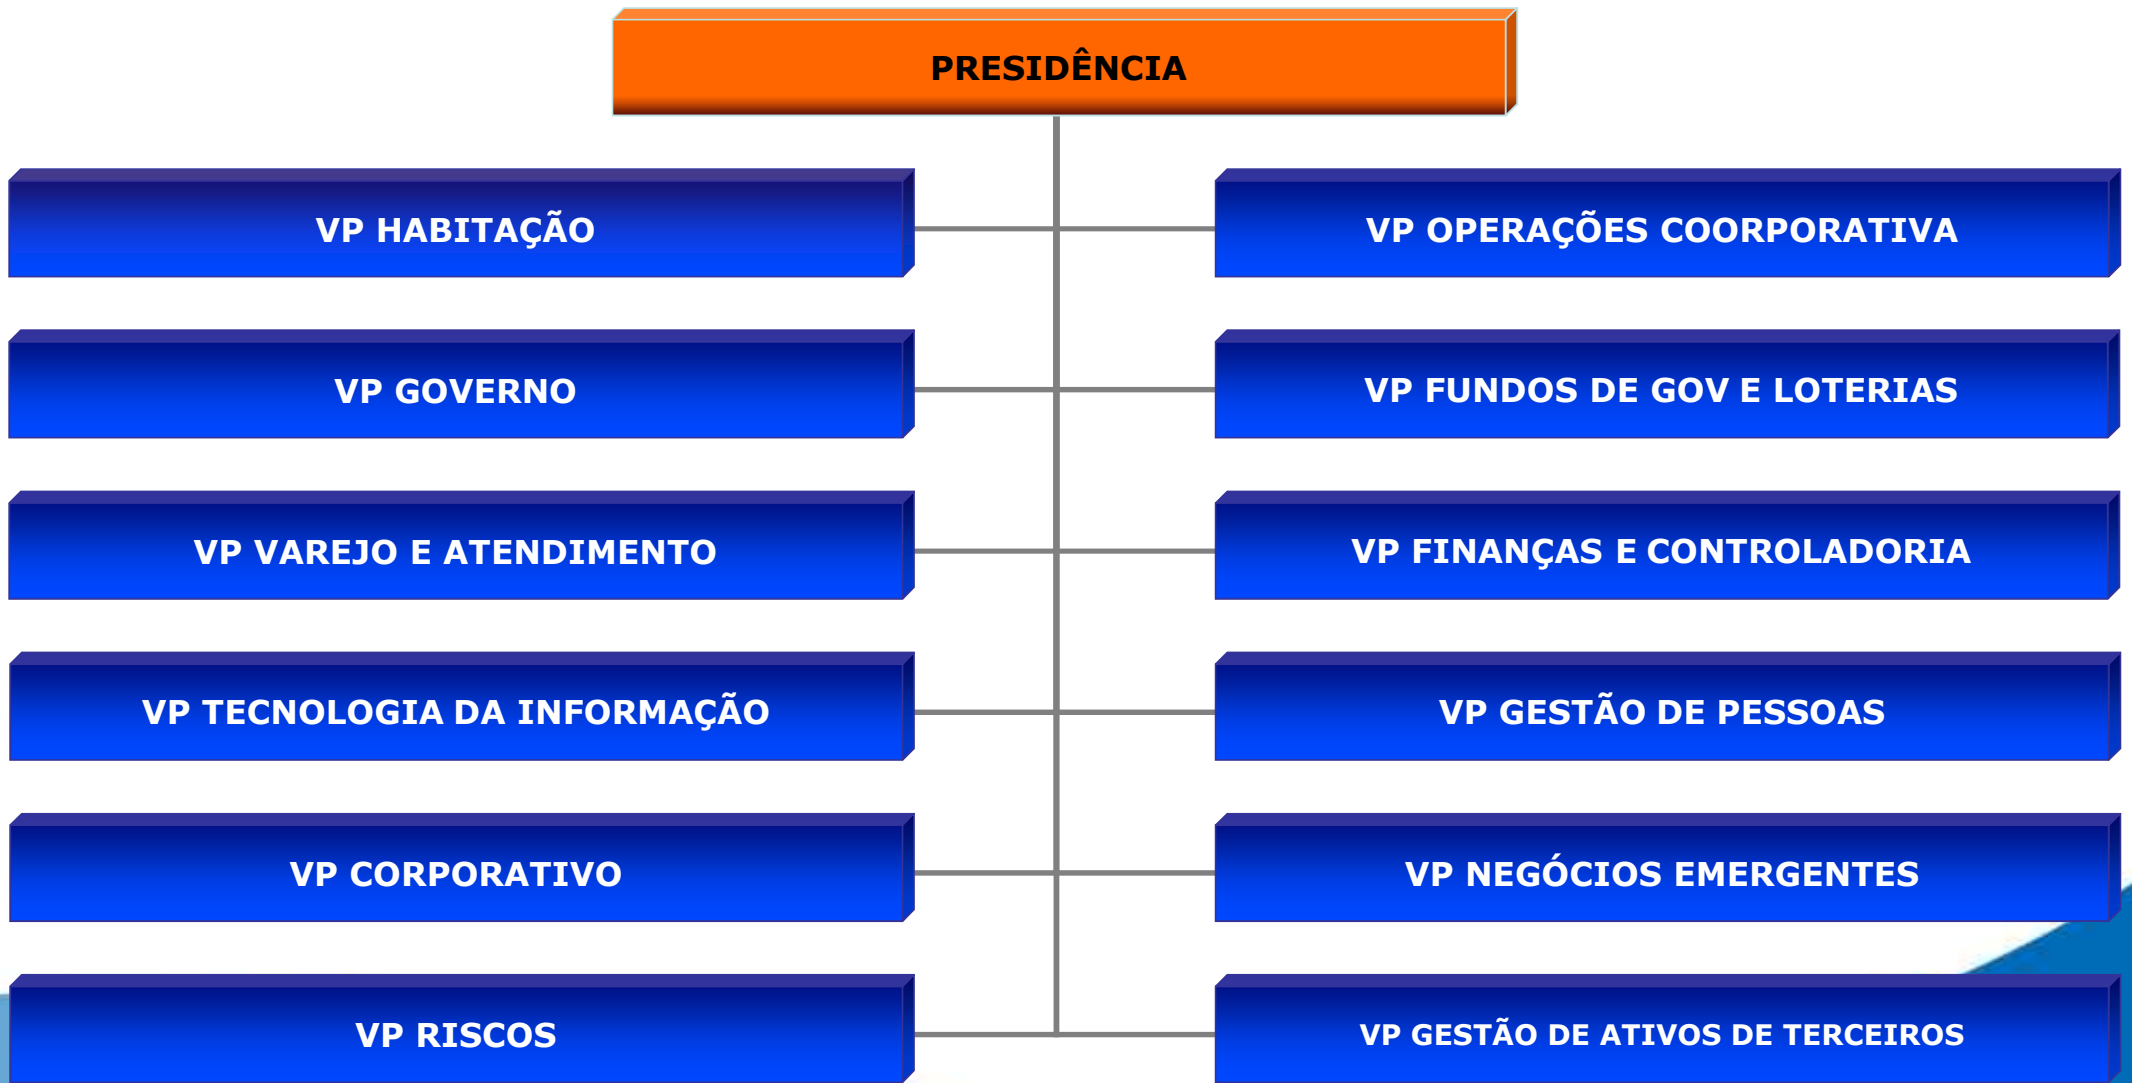 PRESIDÊNCIA
VP HABITAÇÃO
VP OPERAÇÕES COORPORATIVA
VP GOVERNO
VP FUNDOS DE GOV E LOTERIAS
VP VAREJO E ATENDIMENTO
VP FINANÇAS E CONTROLADORIA
VP TECNOLOGIA DA INFORMAÇÃO
VP GESTÃO DE PESSOAS
VP CORPORATIVO
VP NEGÓCIOS EMERGENTES
VP RISCOS
VP GESTÃO DE ATIVOS DE TERCEIROS